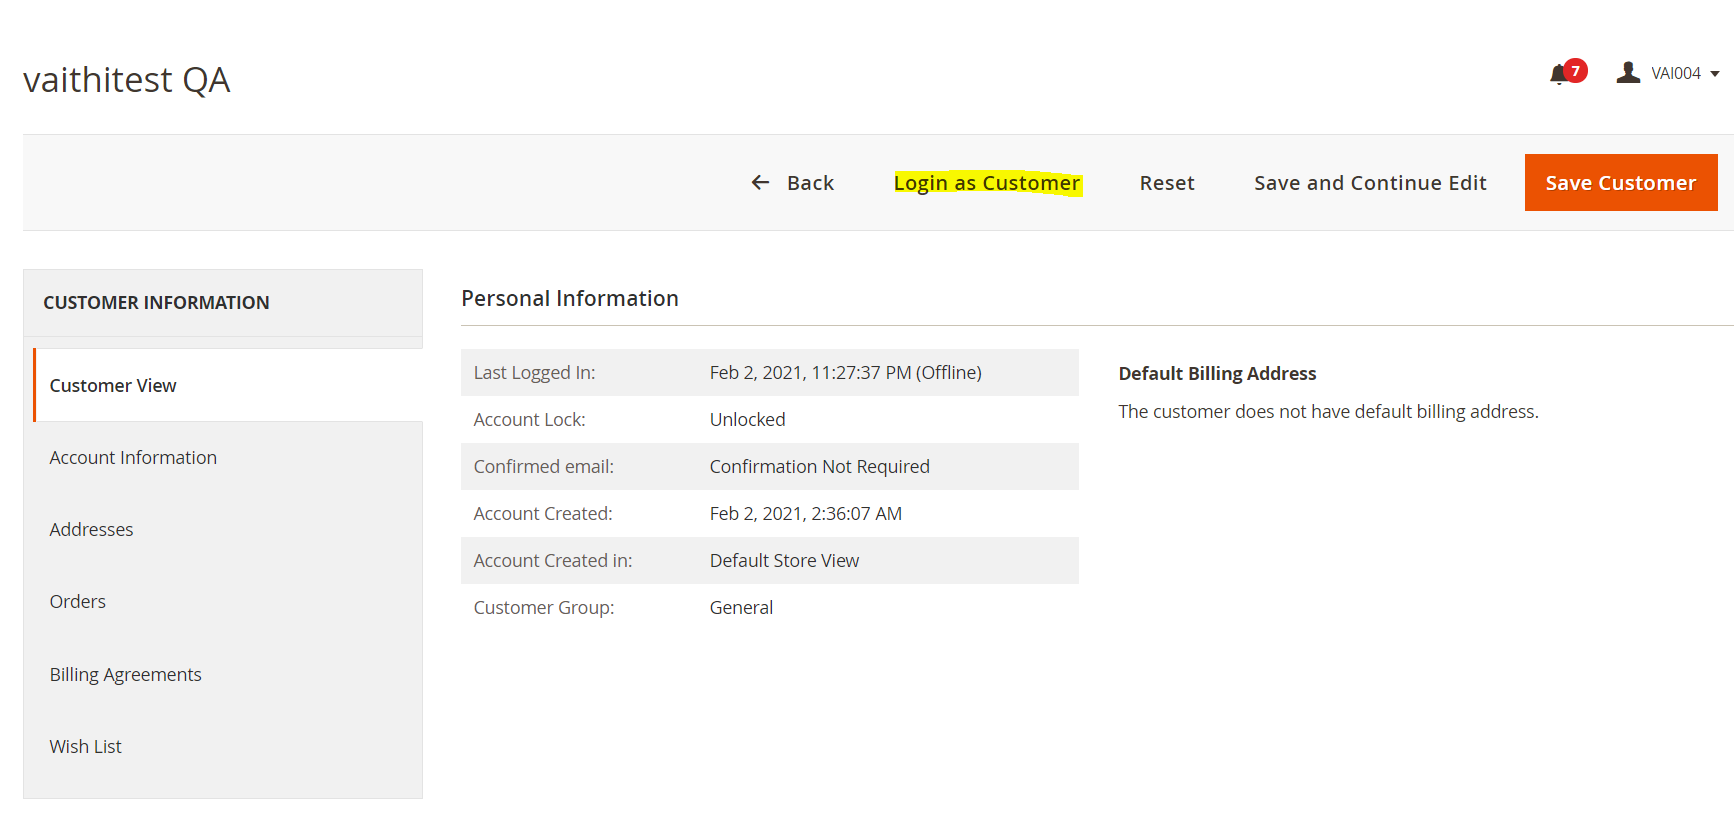 vaithitest QA
7
VAI004
Back
Login as Customer
Reset
Save and Continue Edit
Save Customer
CUSTOMER INFORMATION
Customer View
Account Information
Addresses
Orders
Billing Agreements
Wish List
Personal Information
Last Logged In: Feb 2, 2021, 11:27:37 PM (Offline)
Account Lock: Unlocked
Confirmed email: Confirmation Not Required
Account Created: Feb 2, 2021, 2:36:07 AM
Account Created in: Default Store View
Customer Group: General
Default Billing Address
The customer does not have default billing address.